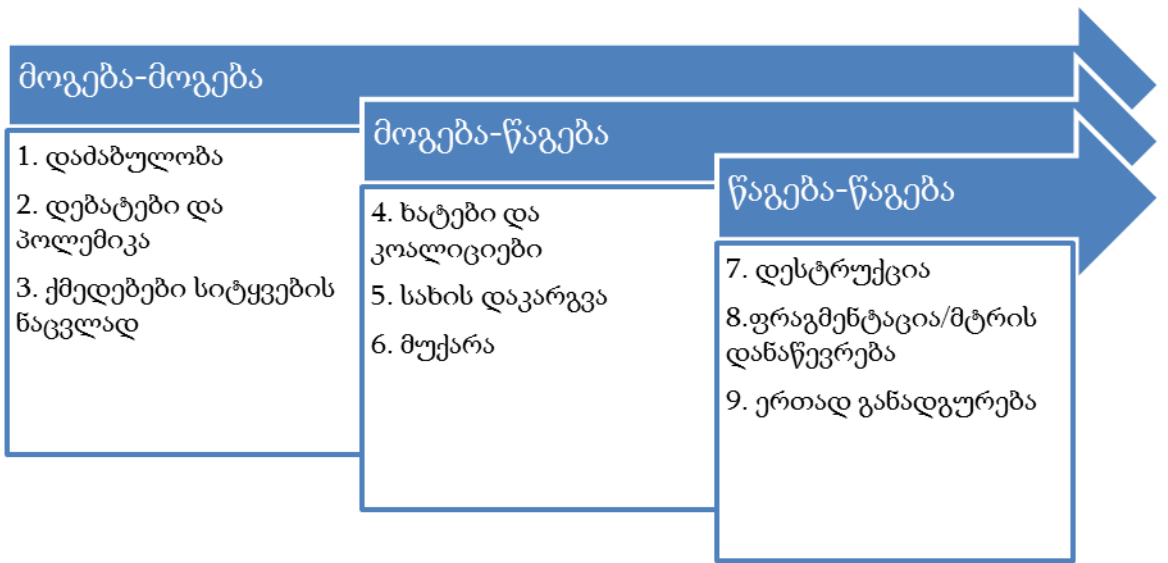 მოგება-მოგება
1. დაძაბულობა
2. დებატები და
პოლემიკა
3. ქმედებები სიტყვების
ნაცვლად
მოგება-წაგება
4. ხატები და
კოალიციები
5. სახის დაკარგვა
6. მუქარა
წაგება-წაგება
7. დესტრუქცია
8.ფრაგმენტაცია/მტრის
დანაწევრება
9. ერთად განადგურება